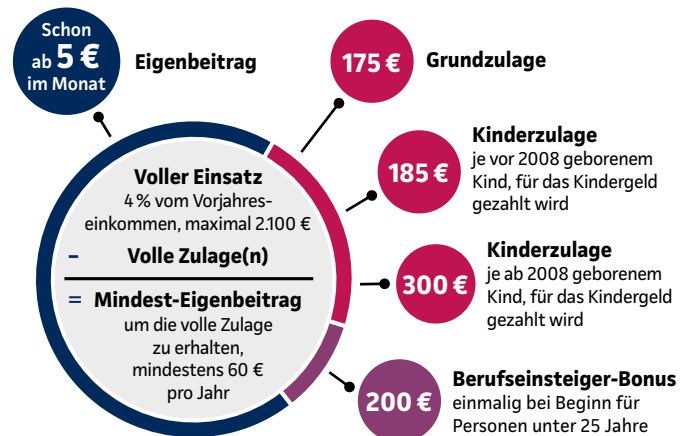 Schon
ab 5 €
im Monat
Eigenbeitrag
175 €
Grundzulage
185 €
Kinderzulage
je vor 2008 geborenem
Kind, für das Kindergeld
gezahlt wird
300 €
Kinderzulage
je ab 2008 geborenem
Kind, für das Kindergeld
gezahlt wird
200 €
Berufseinsteiger-Bonus
einmalig bei Beginn für
Personen unter 25 Jahre
Voller Einsatz
4 % vom Vorjahres-
einkommen, maximal 2.100 €
– Volle Zulage(n)
= Mindest-Eigenbeitrag
um die volle Zulage
zu erhalten,
mindestens 60 €
pro Jahr